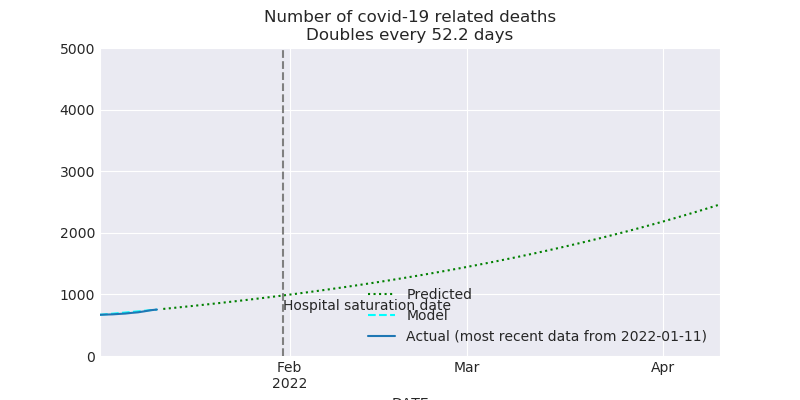 Number of covid-19 related deaths
Doubles every 52.2 days
5000
4000
3000
2000
1000
0
Hospital saturation date
Predicted
Model
Actual (most recent data from 2022-01-11)
Feb
2022
Mar
Apr
DATE